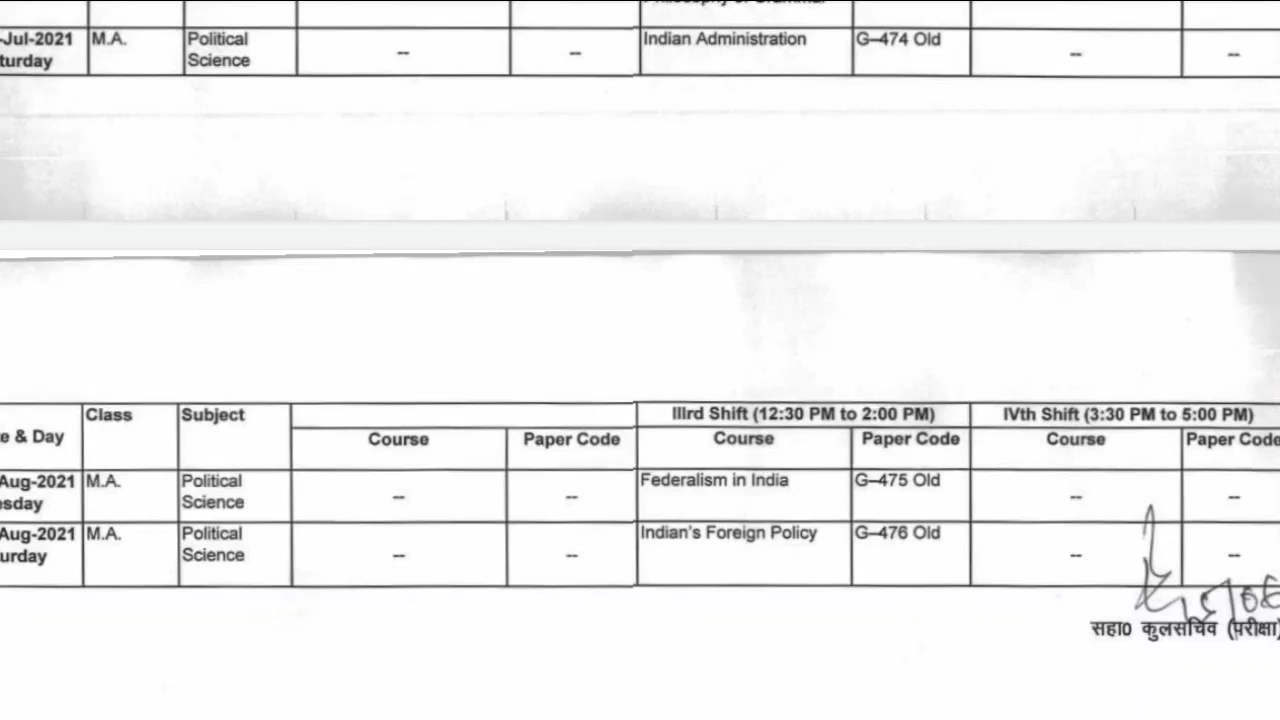 -Jul-2021 M.A. Political Science -- -- Indian Administration G–474 Old -- --
turday
e & Day Class Subject IIIrd Shift (12:30 PM to 2:00 PM) IVth Shift (3:30 PM to 5:00 PM)
Course Paper Code Course Paper Code Course Paper Code
Aug-2021 M.A. Political Science -- -- Federalism in India G–475 Old -- --
esday
Aug-2021 M.A. Political Science -- -- Indian's Foreign Policy G–476 Old -- --
urday
सहा0 कुलसचिव (परीक्षा)